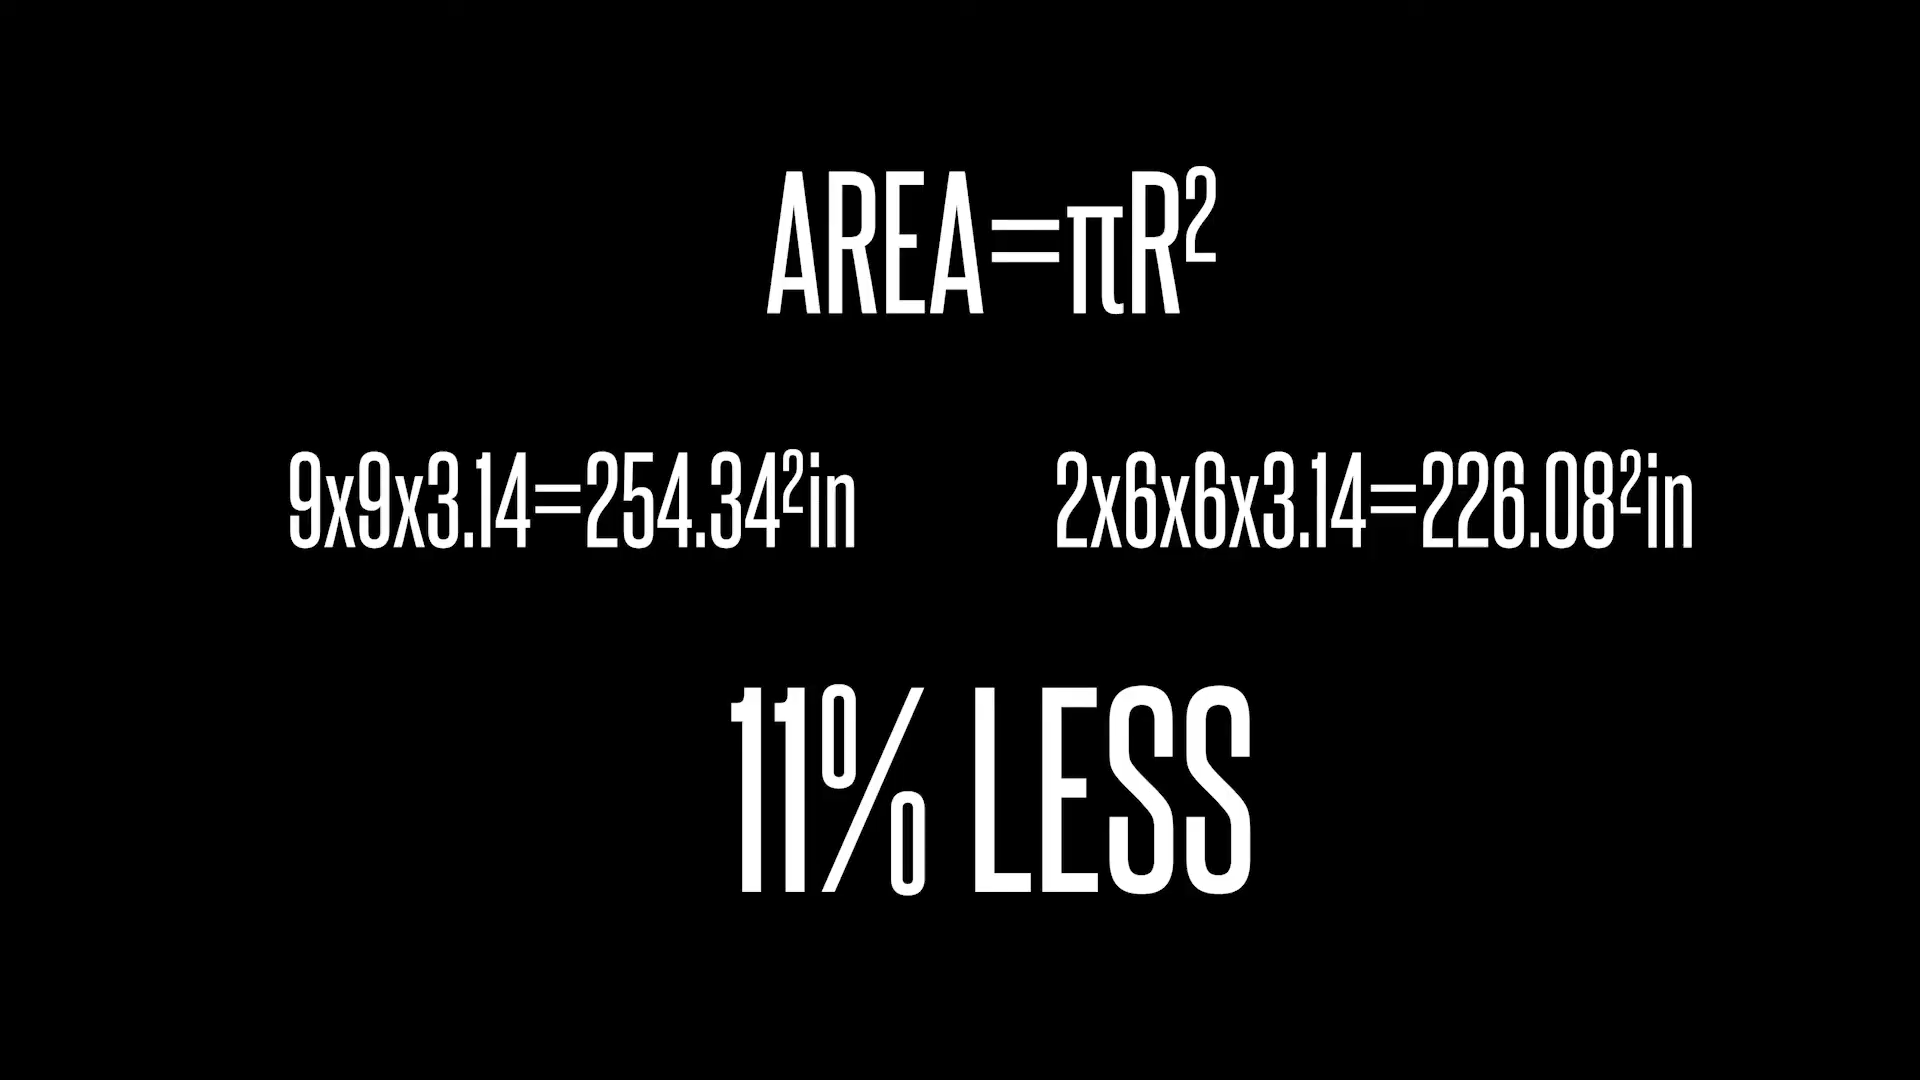 AREA=πR²
9x9x3.14=254.34²in
2x6x6x3.14=226.08²in
11% LESS